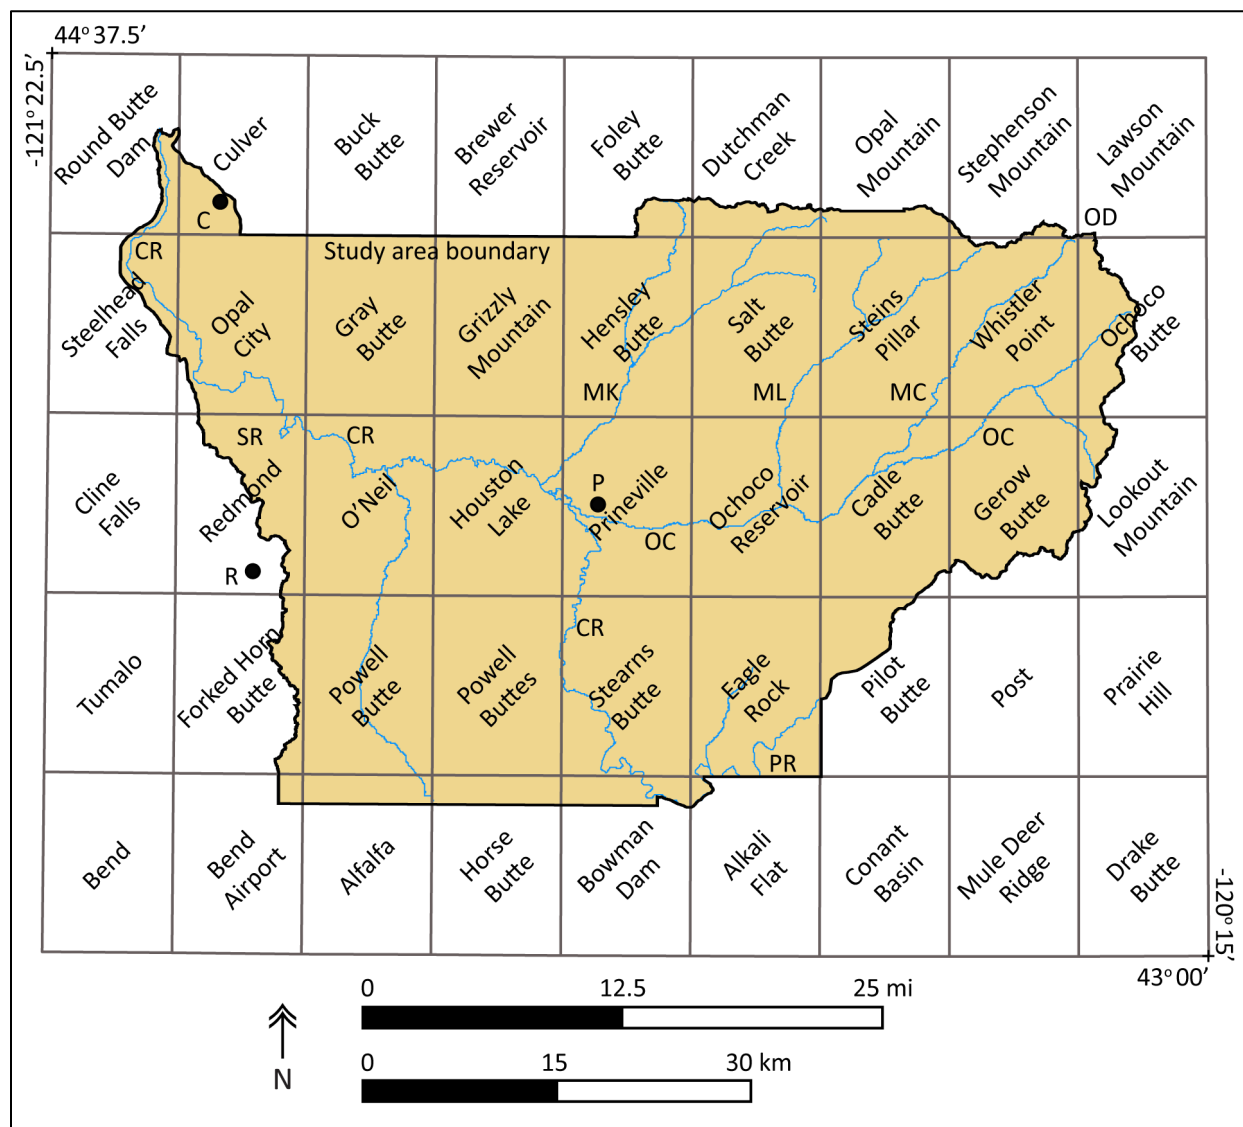 44° 37.5’
-121° 22.5’
Round Butte
Dam
Culver
Buck
Butte
Brewer
Reservoir
Foley
Butte
Dutchman
Creek
Opal
Mountain
Stephenson
Mountain
Lawson
Mountain
C
OD
CR
Study area boundary
Steelhead
Falls
Opal
City
Gray
Butte
Grizzly
Mountain
Hensley
Butte
Salt
Butte
Steins
Pillar
Whistler
Point
Ochoco
Butte
MK
ML
MC
SR
CR
OC
Cline
Falls
Redmond
O’Neil
Houston
Lake
P
Prineville
Ochoco
Reservoir
Cadle
Butte
Gerow
Butte
Lookout
Mountain
OC
R
CR
Tumalo
Forked Horn
Butte
Powell
Butte
Powell
Buttes
Stearns
Butte
Eagle
Rock
Pilot
Butte
Post
Prairie
Hill
PR
Bend
Bend
Airport
Alfalfa
Horse
Butte
Bowman
Dam
Alkali
Flat
Conant
Basin
Mule Deer
Ridge
Drake
Butte
-120° 15’
43° 00’
0 12.5 25 mi
0 15 30 km
N